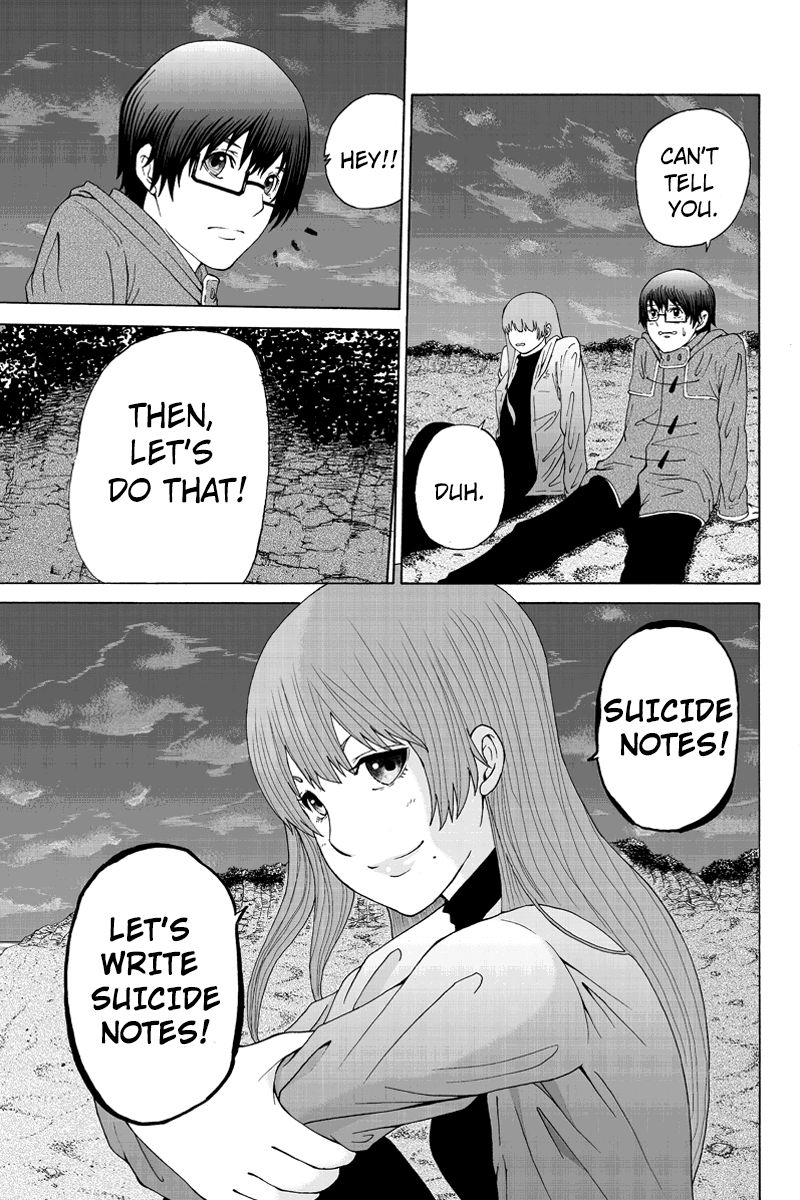 CAN'T
TELL
YOU.
DUH.
HEY!!
THEN,
LET'S
DO THAT!
SUICIDE
NOTES!
LET'S
WRITE
SUICIDE
NOTES!